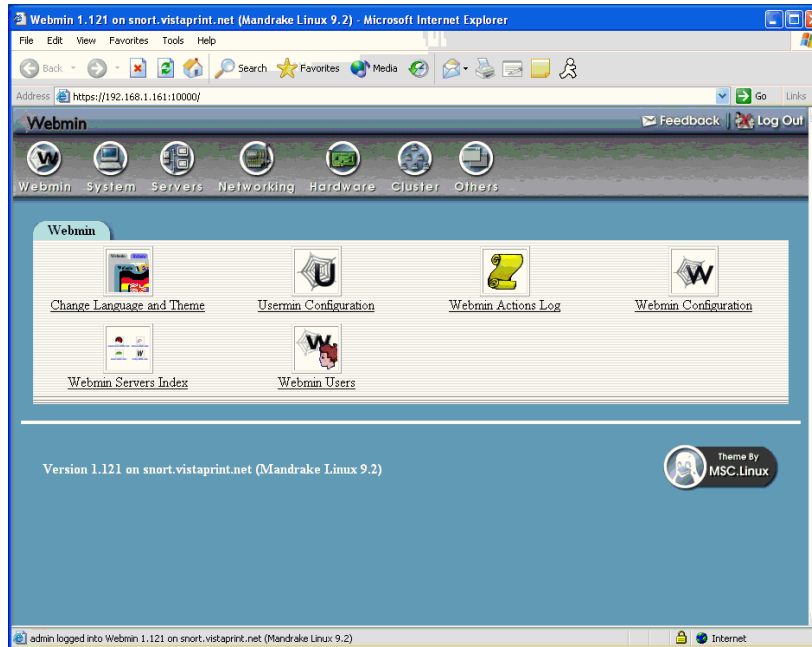 Webmin 1.121 on snort.vistaprint.net (Mandrake Linux 9.2) - Microsoft Internet Explorer
File Edit View Favorites Tools Help
Back Search Favorites Media
Address https://192.168.1.161:10000/ Go Links
Webmin Feedback Log Out
Webmin System Servers Networking Hardware Cluster Others
Webmin
Change Language and Theme Usermin Configuration Webmin Actions Log Webmin Configuration
Webmin Servers Index Webmin Users
Version 1.121 on snort.vistaprint.net (Mandrake Linux 9.2)
Theme By
MSC.Linux
admin logged into Webmin 1.121 on snort.vistaprint.net (Mandrake Linux 9.2) Internet